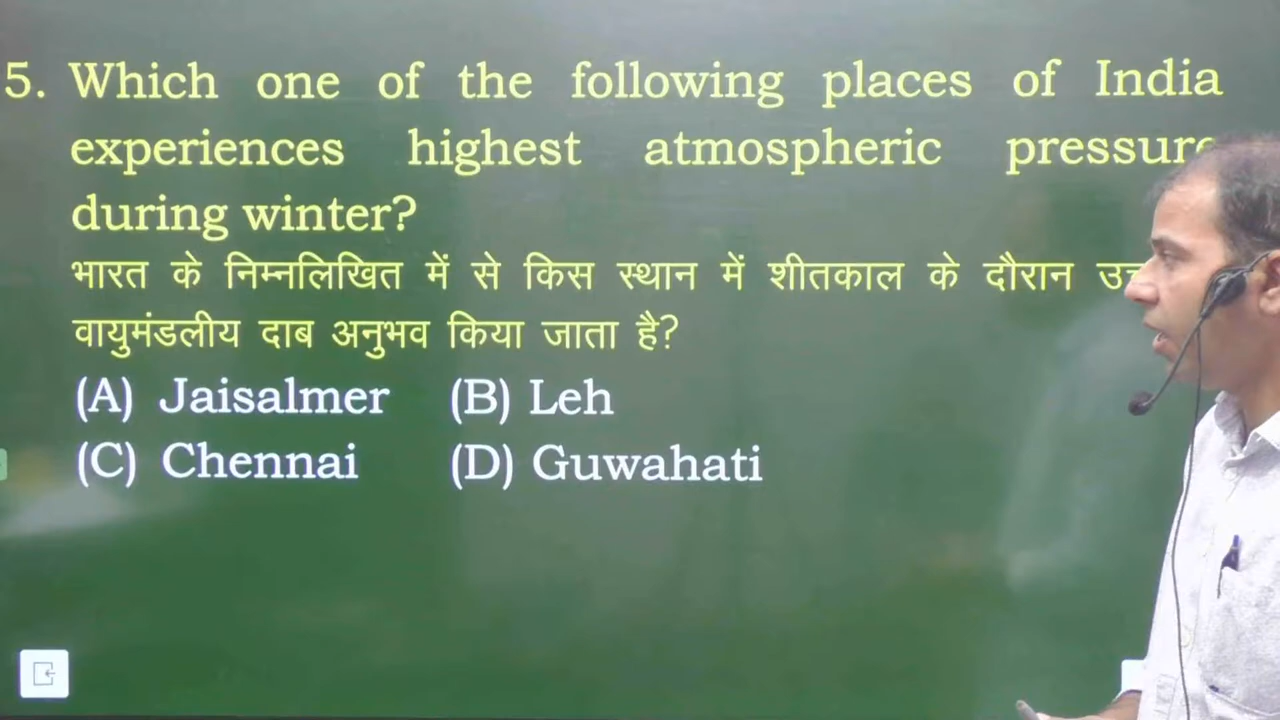 5. Which one of the following places of India
experiences highest atmospheric pressure
during winter?
भारत के निम्नलिखित में से किस स्थान में शीतकाल के दौरान
वायुमंडलीय दाब अनुभव किया जाता है?
(A) Jaisalmer (B) Leh
(C) Chennai (D) Guwahati